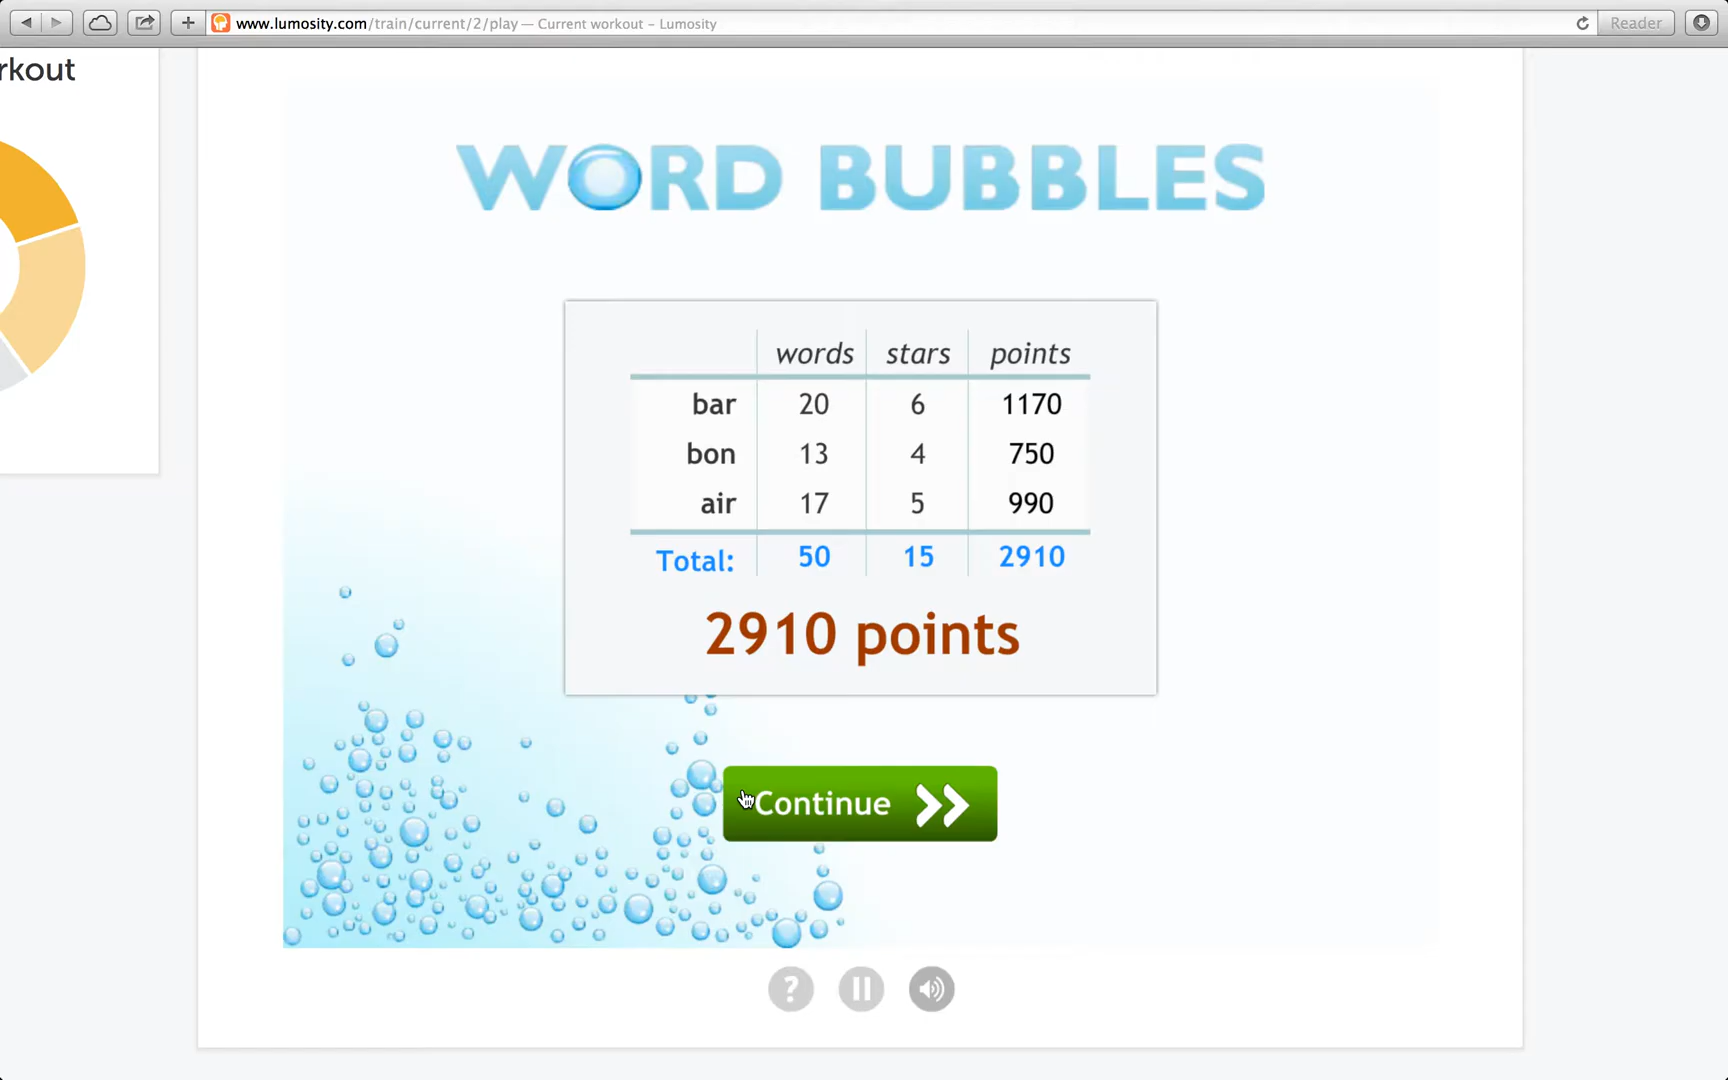 www.lumosity.com/train/current/2/play — Current workout – Lumosity
Reader
rkout
WORD BUBBLES
words stars points
bar 20 6 1170
bon 13 4 750
air 17 5 990
Total: 50 15 2910
2910 points
Continue
?